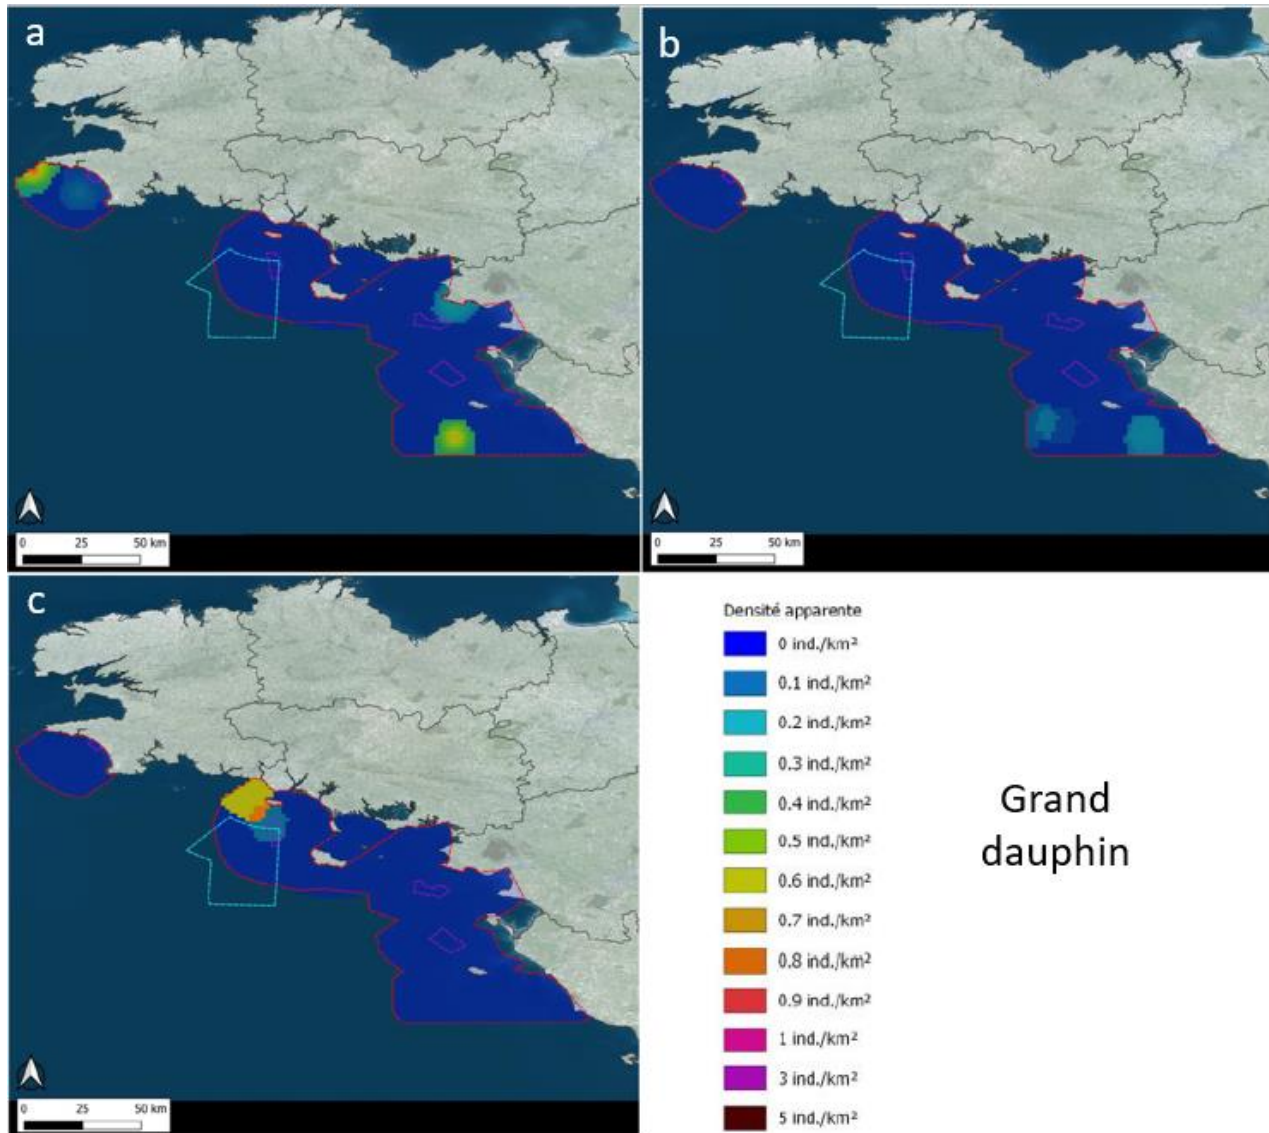 a
b
0 25 50 km
0 25 50 km
c
Densité apparente
0 ind./km²
0.1 ind./km²
0.2 ind./km²
0.3 ind./km²
0.4 ind./km²
0.5 ind./km²
0.6 ind./km²
0.7 ind./km²
0.8 ind./km²
0.9 ind./km²
1 ind./km²
3 ind./km²
5 ind./km²
Grand
dauphin
0 25 50 km